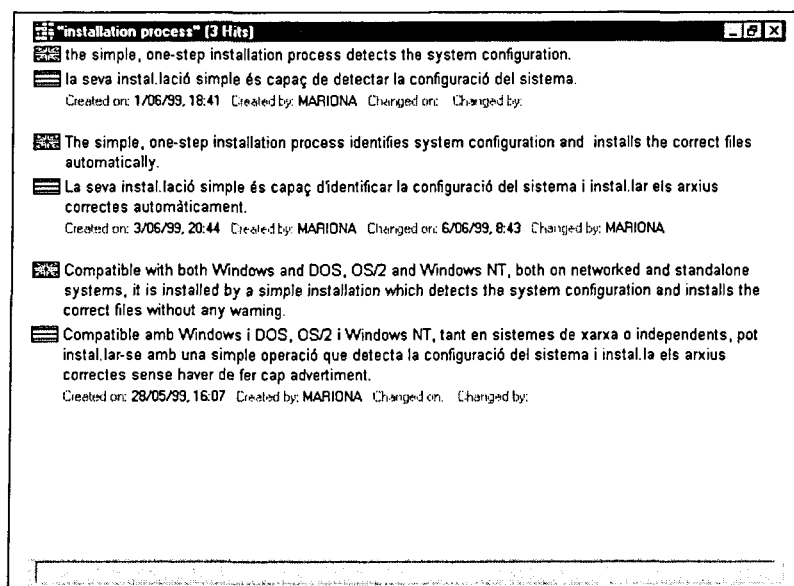 "installation process" (3 Hits)
the simple, one-step installation process detects the system configuration.
la seva instal.lació simple és capaç de detectar la configuració del sistema.
Created on: 1/06/99, 18:41 Created by: MARIONA Changed on: Changed by:
The simple, one-step installation process identifies system configuration and installs the correct files
automatically.
La seva instal.lació simple és capaç d'identificar la configuració del sistema i instal.lar els arxius
correctes automàticament.
Created on: 3/06/99, 20:44 Created by: MARIONA Changed on: 6/06/99, 8:43 Changed by: MARIONA
Compatible with both Windows and DOS, OS/2 and Windows NT, both on networked and standalone
systems, it is installed by a simple installation which detects the system configuration and installs the
correct files without any warning.
Compatible amb Windows i DOS, OS/2 i Windows NT, tant en sistemes de xarxa o independents, pot
instal.lar-se amb una simple operació que detecta la configuració del sistema i instal.la els arxius
correctes sense haver de fer cap advertiment.
Created on: 28/05/99, 16:07 Created by: MARIONA Changed on: Changed by: